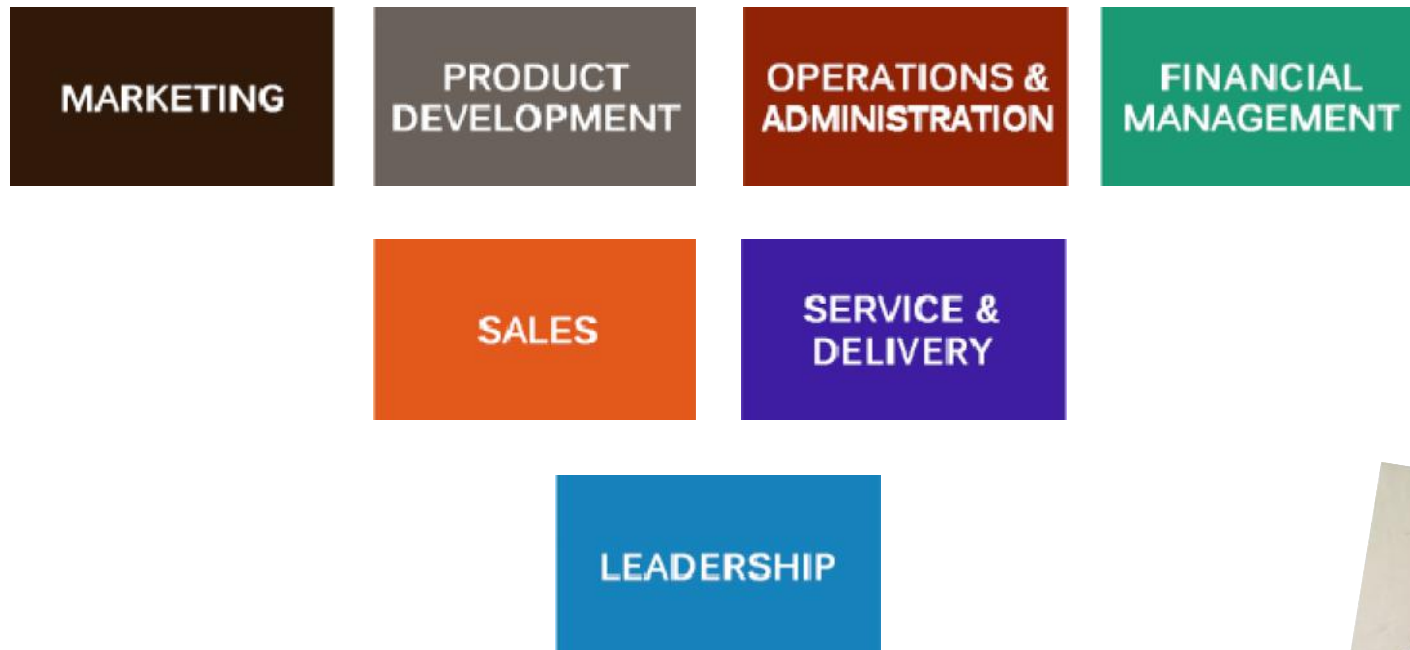 MARKETING
PRODUCT
DEVELOPMENT
OPERATIONS &
ADMINISTRATION
FINANCIAL
MANAGEMENT
SALES
SERVICE &
DELIVERY
LEADERSHIP